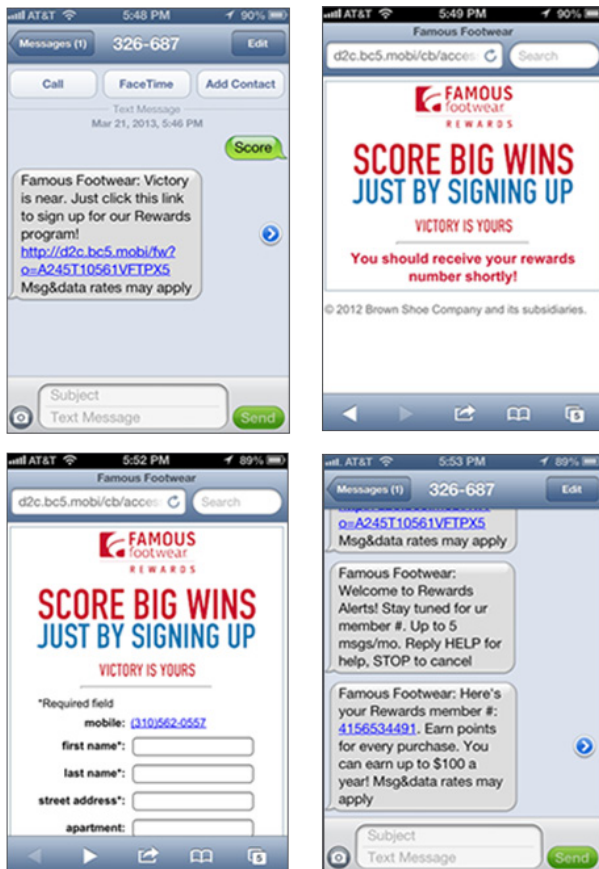 AT&T 5:48 PM 90%
Messages (1) 326-687 Edit
Call FaceTime Add Contact
Text Message
Mar 21, 2013, 5:46 PM
Score
Famous Footwear: Victory
is near. Just click this link
to sign up for our Rewards
program!
http://d2c.bc5.mobi/fw?
o=A245T10561VFTPX5
Msg&data rates may apply
Subject
Text Message
Send
AT&T 5:49 PM 90%
Famous Footwear
d2c.bc5.mobi/cb/acces Search
FAMOUS
footwear
REWARDS
SCORE BIG WINS
JUST BY SIGNING UP
VICTORY IS YOURS
You should receive your rewards
number shortly!
© 2012 Brown Shoe Company and its subsidiaries.
5
AT&T 5:52 PM 89%
Famous Footwear
d2c.bc5.mobi/cb/acces Search
FAMOUS
footwear
REWARDS
SCORE BIG WINS
JUST BY SIGNING UP
VICTORY IS YOURS
*Required field
mobile: (310)562-0557
first name*:
last name*:
street address*:
apartment:
5
AT&T 5:53 PM 89%
Messages (1) 326-687 Edit
o=A245T10561VFTPX5
Msg&data rates may apply
Famous Footwear:
Welcome to Rewards
Alerts! Stay tuned for ur
member #. Up to 5
msgs/mo. Reply HELP for
help, STOP to cancel
Famous Footwear: Here's
your Rewards member #:
4156534491. Earn points
for every purchase. You
can earn up to $100 a
year! Msg&data rates may
apply
Subject
Text Message
Send